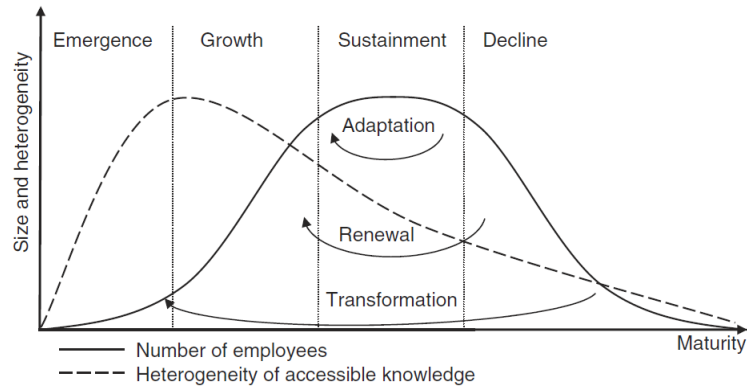 Emergence
Growth
Sustainment
Decline
Size and heterogeneity
Adaptation
Renewal
Transformation
Maturity
Number of employees
Heterogeneity of accessible knowledge